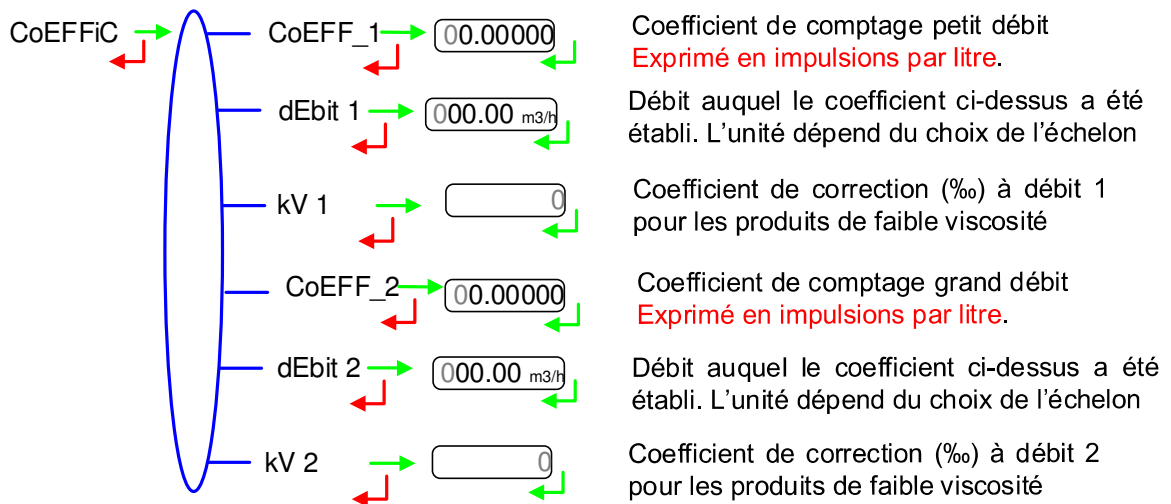 CoEFFiC
CoEFF_1
00.00000
Coefficient de comptage petit débit
Exprimé en impulsions par litre.
dEbit 1
000.00 m3/h
Débit auquel le coefficient ci-dessus a été
établi. L'unité dépend du choix de l'échelon
kV 1
0
Coefficient de correction (‰) à débit 1
pour les produits de faible viscosité
CoEFF_2
00.00000
Coefficient de comptage grand débit
Exprimé en impulsions par litre.
dEbit 2
000.00 m3/h
Débit auquel le coefficient ci-dessus a été
établi. L'unité dépend du choix de l'échelon
kV 2
0
Coefficient de correction (‰) à débit 2
pour les produits de faible viscosité